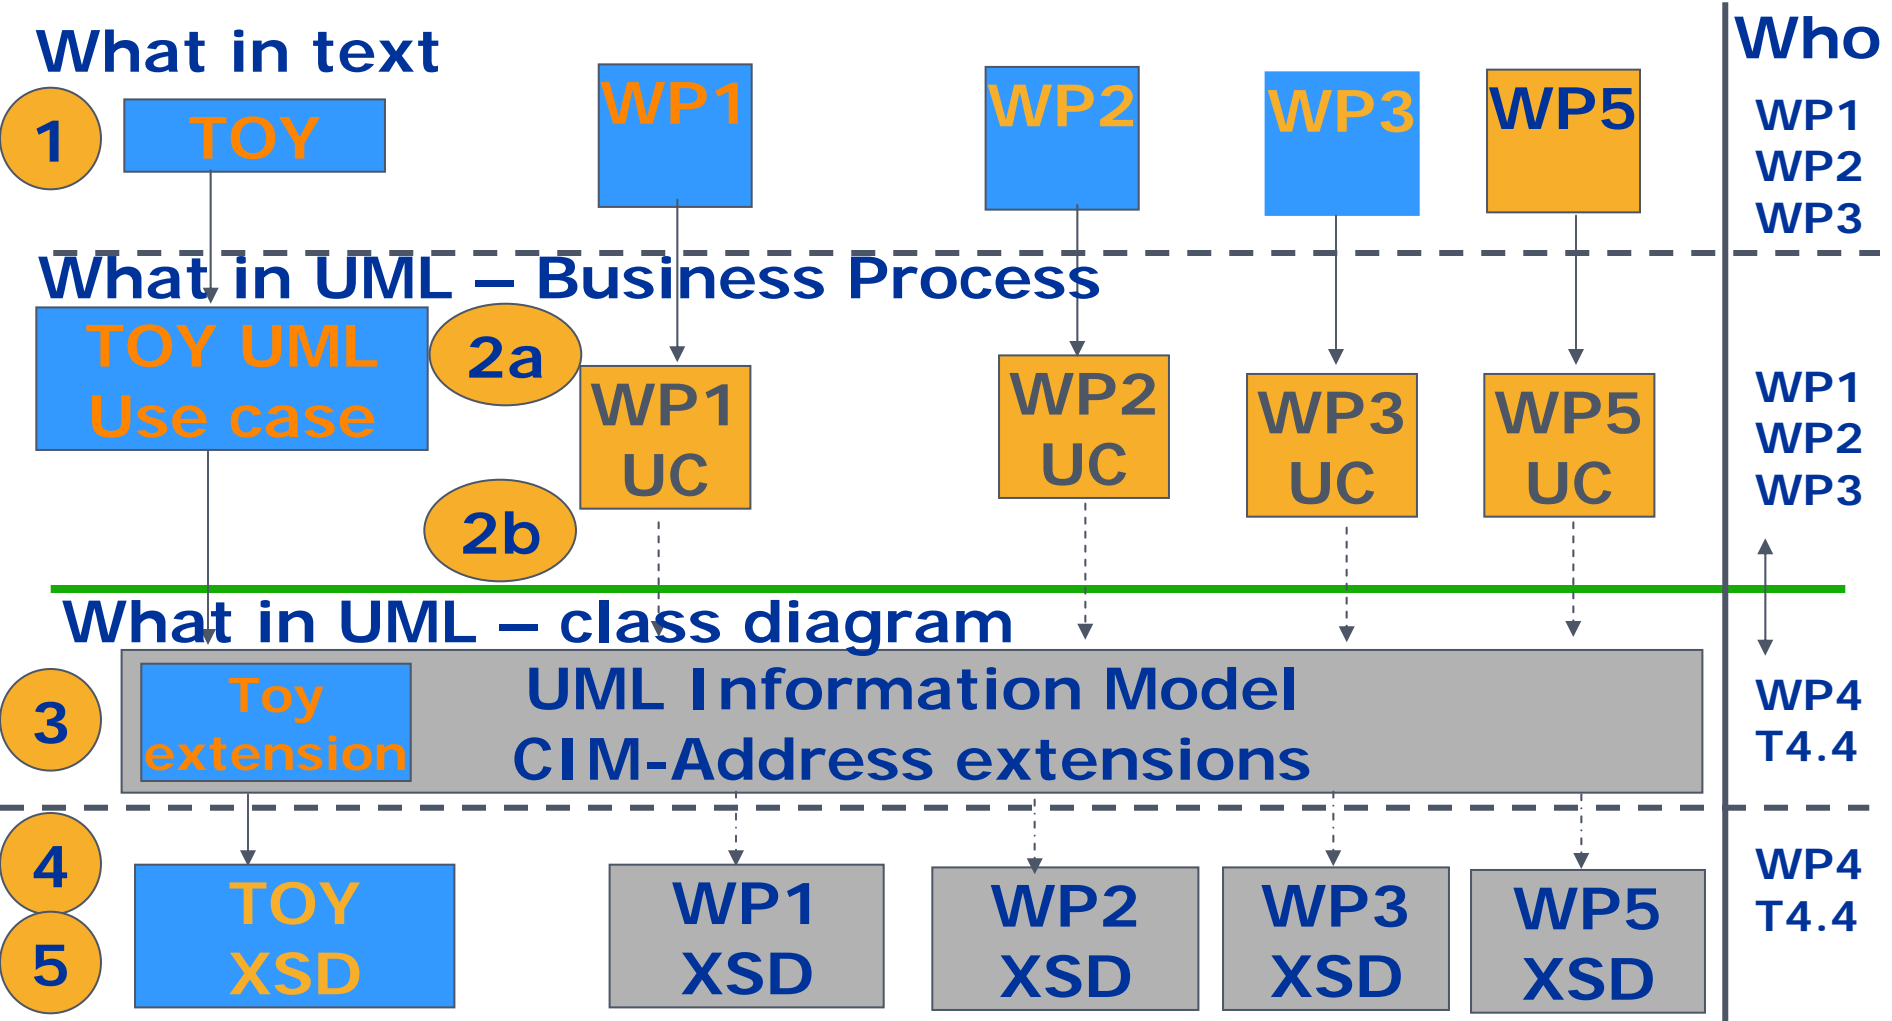 What in text
Who
1
TOY
WP1
WP2
WP3
WP5
WP1
WP2
WP3
What in UML – Business Process
TOY UML
Use case
2a
WP1
UC
WP2
UC
WP3
UC
WP5
UC
WP1
WP2
WP3
2b
What in UML – class diagram
3
Toy
extension
UML Information Model
CIM-Address extensions
WP4
T4.4
4
5
TOY
XSD
WP1
XSD
WP2
XSD
WP3
XSD
WP5
XSD
WP4
T4.4